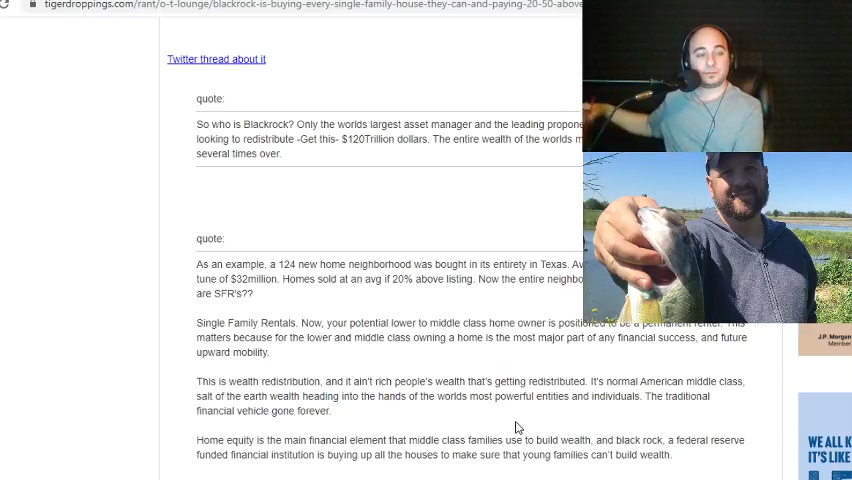 tigerdroppings.com/rant/o-t-lounge/blackrock-is-buying-every-single-family-house-they-can-and-paying-20-50-above
Twitter thread about it
quote:
So who is Blackrock? Only the worlds largest asset manager and the leading propone
looking to redistribute -Get this- $120Trillion dollars. The entire wealth of the worlds m
several times over.
quote:
As an example, a 124 new home neighborhood was bought in its entirety in Texas. Av
tune of $32million. Homes sold at an avg if 20% above listing. Now the entire neighbo
are SFR's??
Single Family Rentals. Now, your potential lower to middle class home owner is positioned to be a permanent renter. This
matters because for the lower and middle class owning a home is the most major part of any financial success, and future
upward mobility.
This is wealth redistribution, and it ain't rich people's wealth that's getting redistributed. It's normal American middle class,
salt of the earth wealth heading into the hands of the worlds most powerful entities and individuals. The traditional
financial vehicle gone forever.
Home equity is the main financial element that middle class families use to build wealth, and black rock, a federal reserve
funded financial institution is buying up all the houses to make sure that young families can't build wealth.
J.P. Morgan
Member
WE ALL K
IT'S LIKE